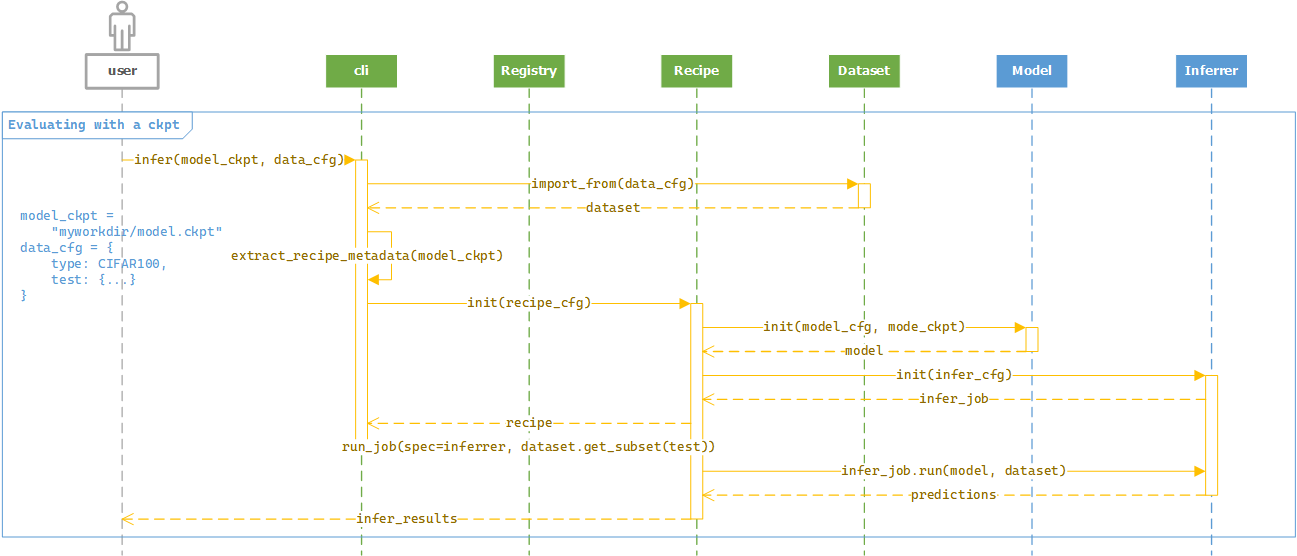 user
cli
Registry
Recipe
Dataset
Model
Inferrer
Evaluating with a ckpt
infer(model_ckpt, data_cfg)
import_from(data_cfg)
dataset
model_ckpt =
"myworkdir/model.ckpt"
data_cfg = {
type: CIFAR100,
test: {...}
}
extract_recipe_metadata(model_ckpt)
init(recipe_cfg)
init(model_cfg, mode_ckpt)
model
init(infer_cfg)
infer_job
recipe
run_job(spec=inferrer, dataset.get_subset(test))
infer_job.run(model, dataset)
predictions
infer_results